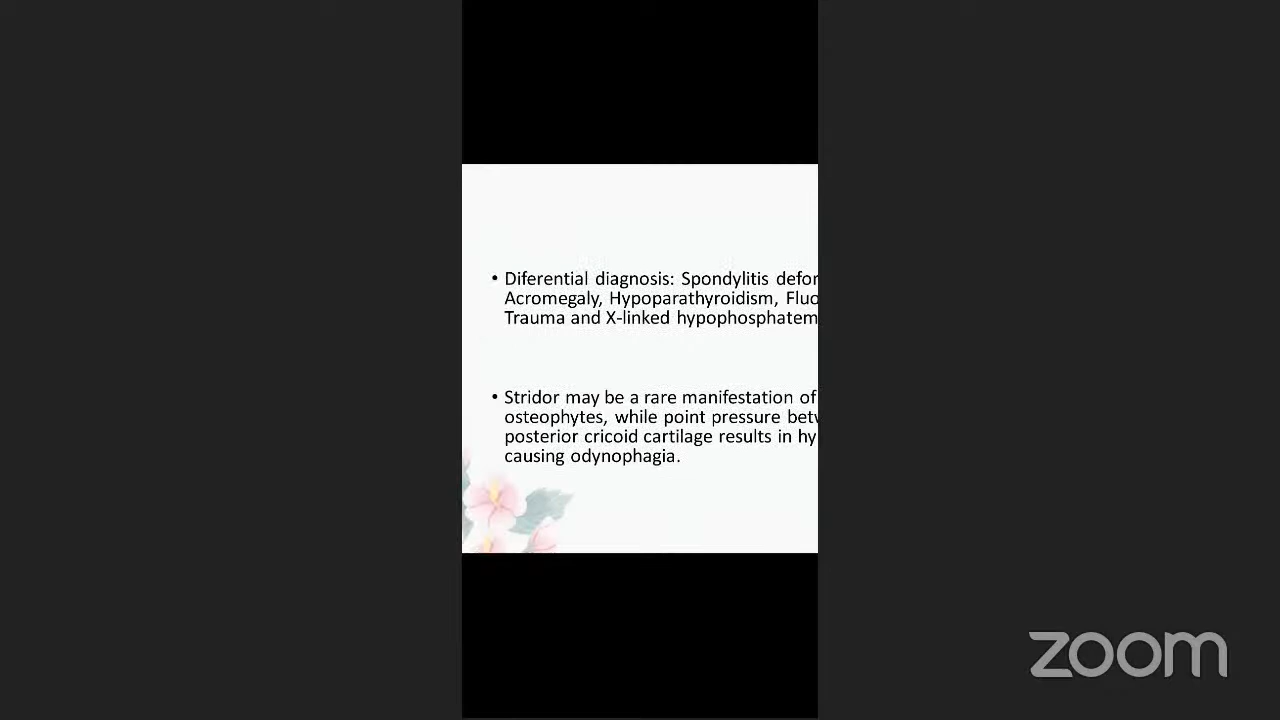 • Diferential diagnosis: Spondylitis defor
Acromegaly, Hypoparathyroidism, Fluo
Trauma and X-linked hypophosphatem
• Stridor may be a rare manifestation of
osteophytes, while point pressure betw
posterior cricoid cartilage results in hy
causing odynophagia.
zoom